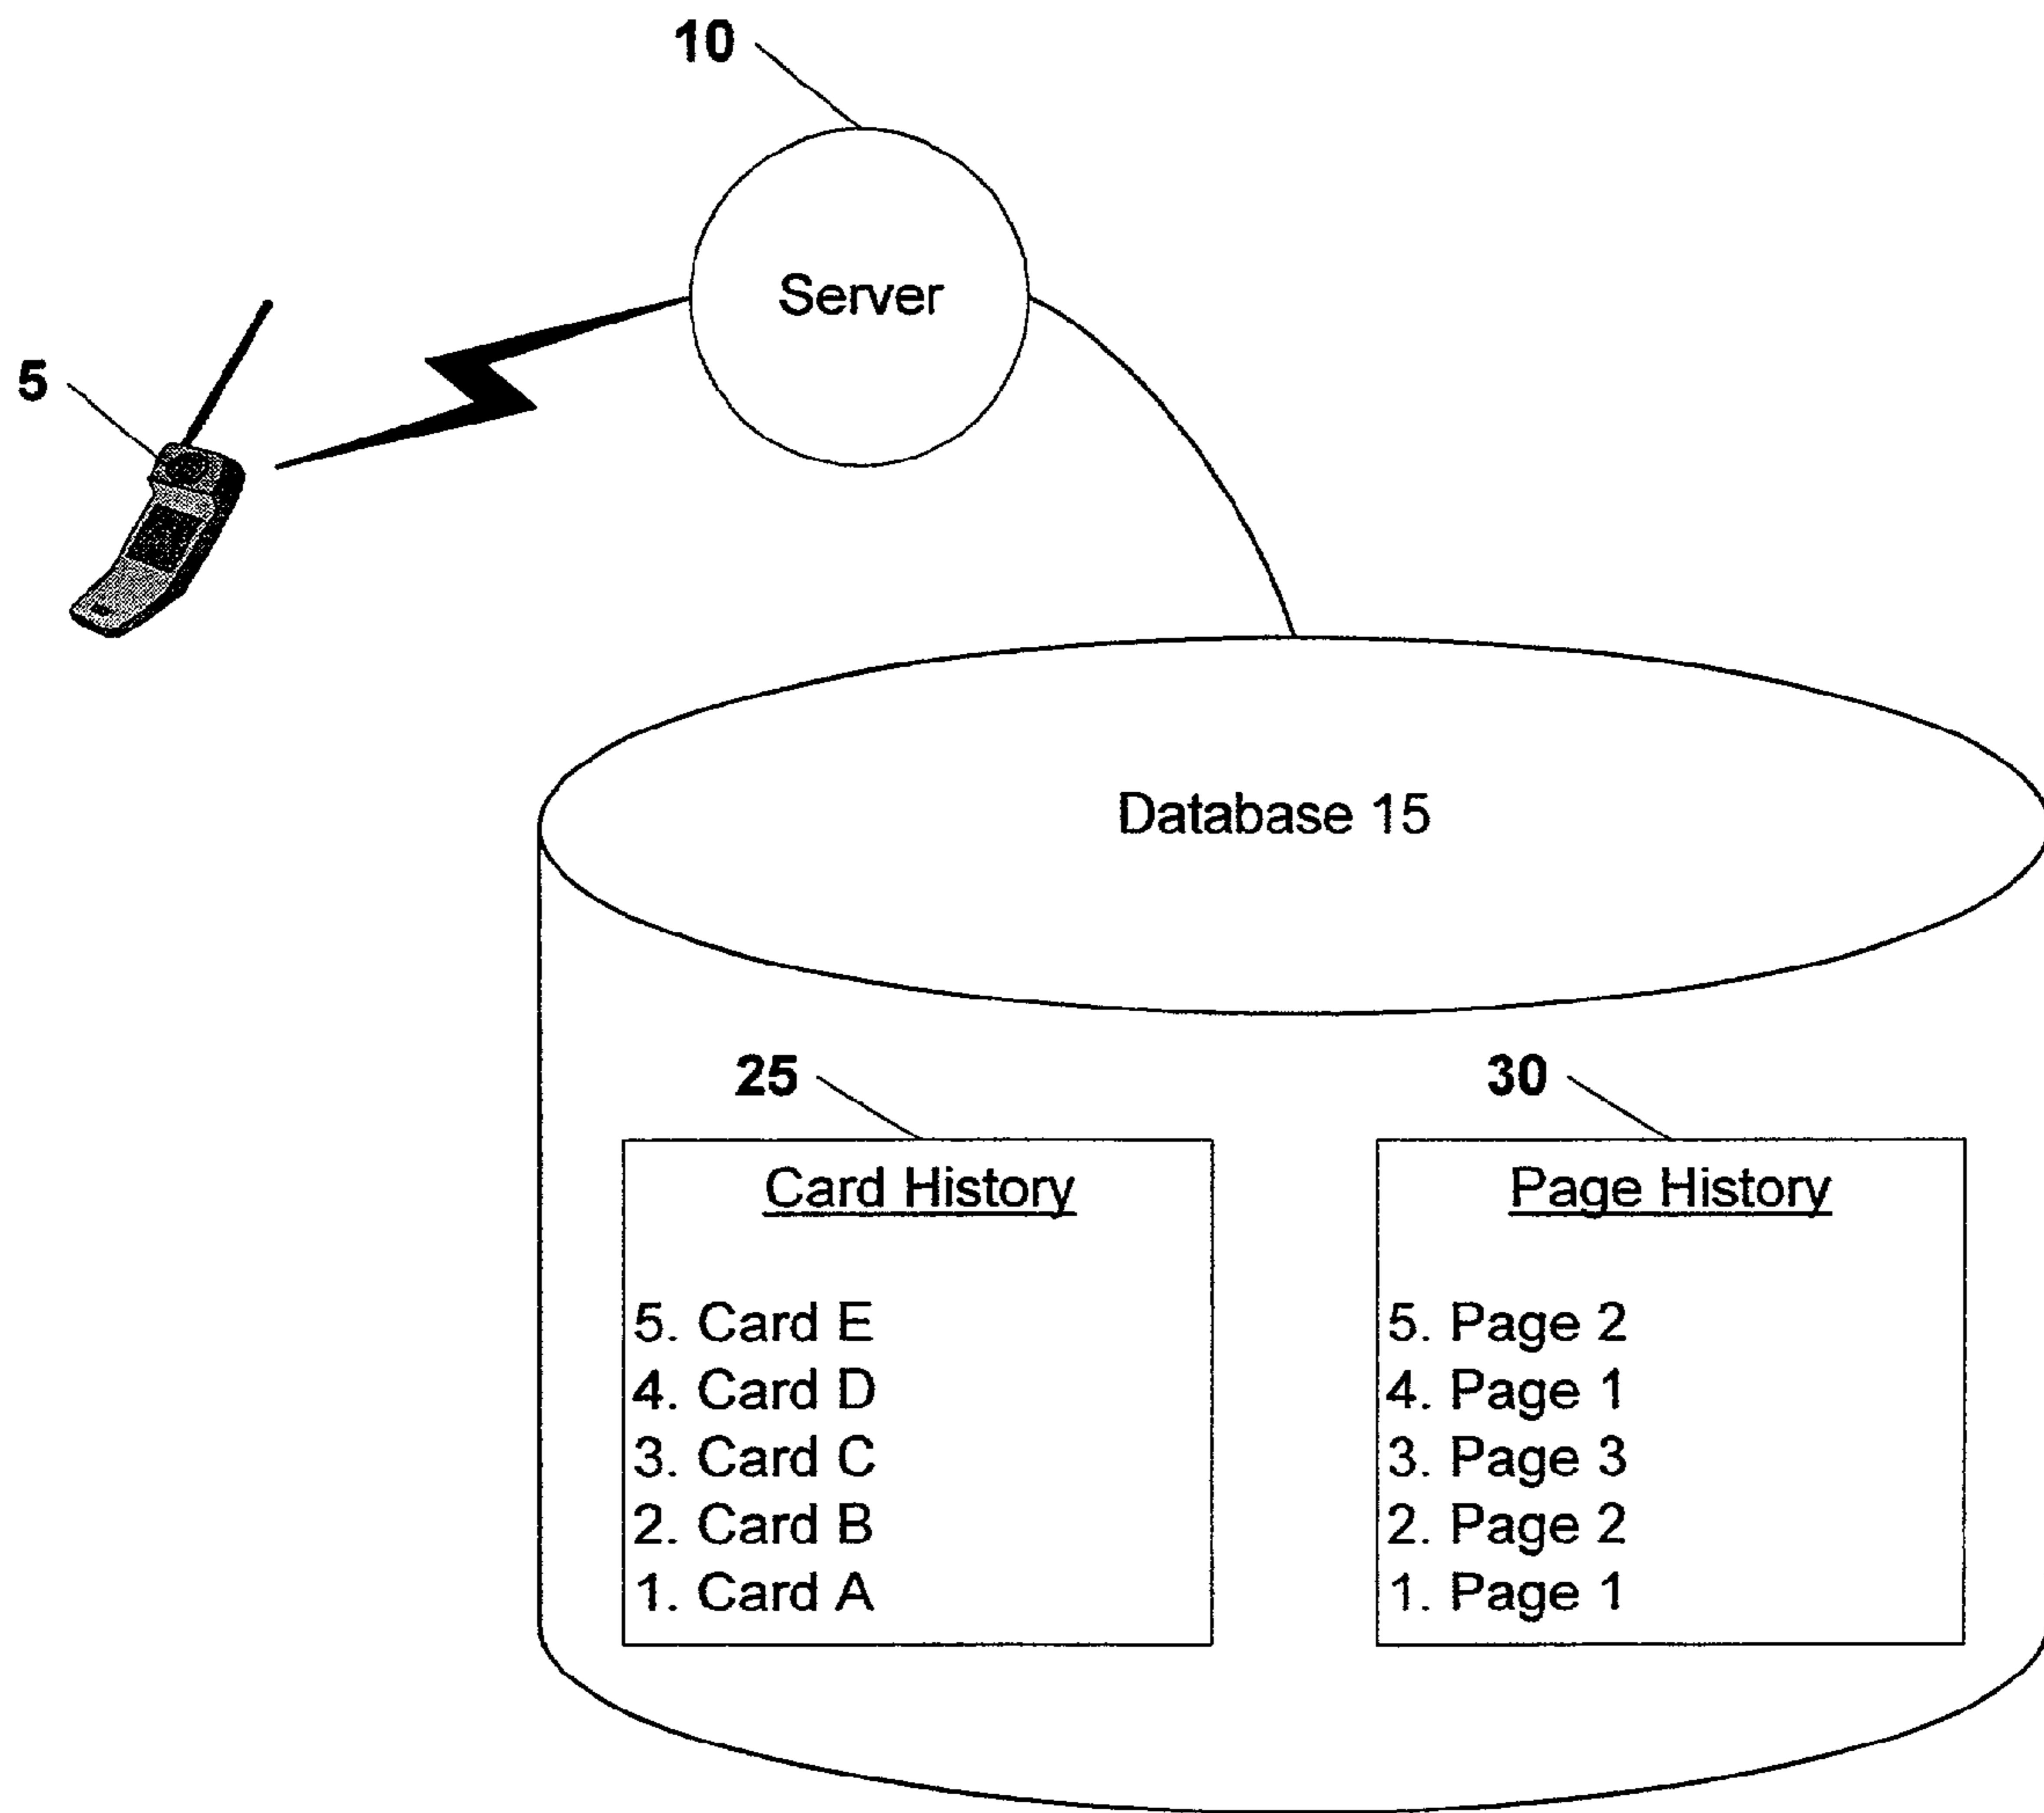 10
Server
5
Database 15
25
30
Card History
5. Card E
4. Card D
3. Card C
2. Card B
1. Card A
Page History
5. Page 2
4. Page 1
3. Page 3
2. Page 2
1. Page 1